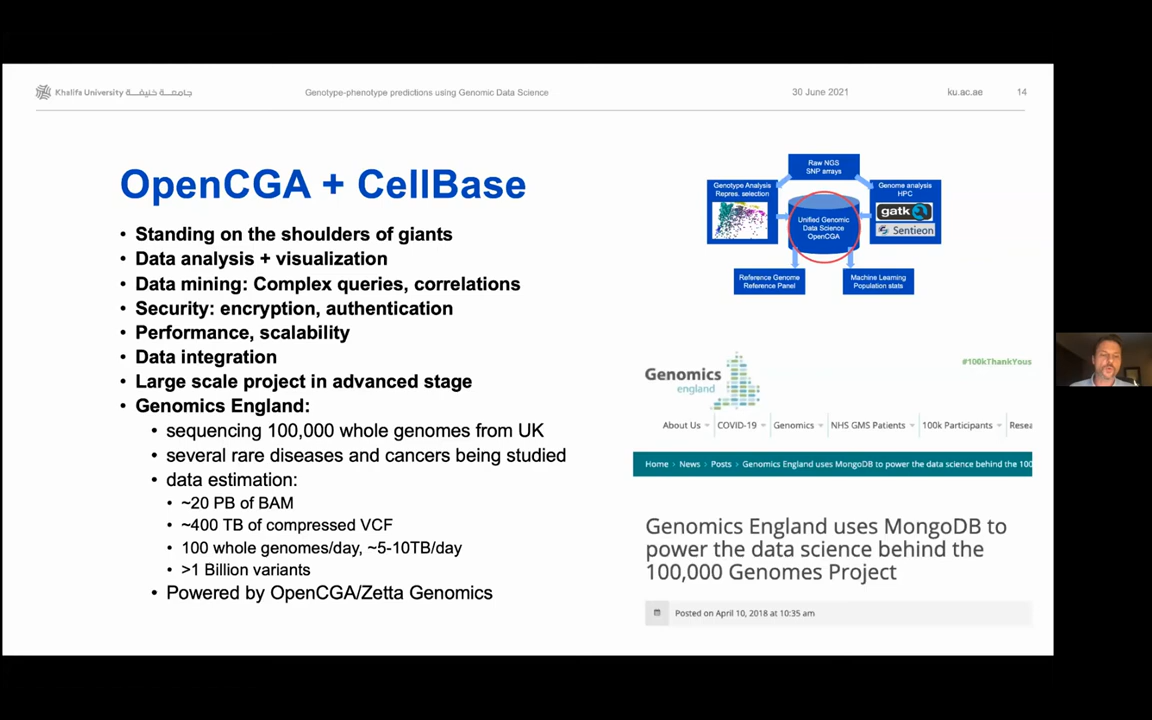 Khalifa University جامعـــة خليفـــة
Genotype-phenotype predictions using Genomic Data Science
30 June 2021
ku.ac.ae
14
OpenCGA + CellBase
• Standing on the shoulders of giants
• Data analysis + visualization
• Data mining: Complex queries, correlations
• Security: encryption, authentication
• Performance, scalability
• Data integration
• Large scale project in advanced stage
• Genomics England:
• sequencing 100,000 whole genomes from UK
• several rare diseases and cancers being studied
• data estimation:
• ~20 PB of BAM
• ~400 TB of compressed VCF
• 100 whole genomes/day, ~5-10TB/day
• >1 Billion variants
• Powered by OpenCGA/Zetta Genomics
Raw NGS
SNP arrays
Genotype Analysis
Repres. selection
Genome analysis
HPC
gatk
Sentieon
Unified Genomic
Data Science
OpenCGA
Reference Genome
Reference Panel
Machine Learning
Population stats
Genomics
england
#100kThankYous
About Us COVID-19 Genomics NHS GMS Patients 100k Participants Resea
Home › News › Posts › Genomics England uses MongoDB to power the data science behind the 100
Genomics England uses MongoDB to
power the data science behind the
100,000 Genomes Project
Posted on April 10, 2018 at 10:35 am